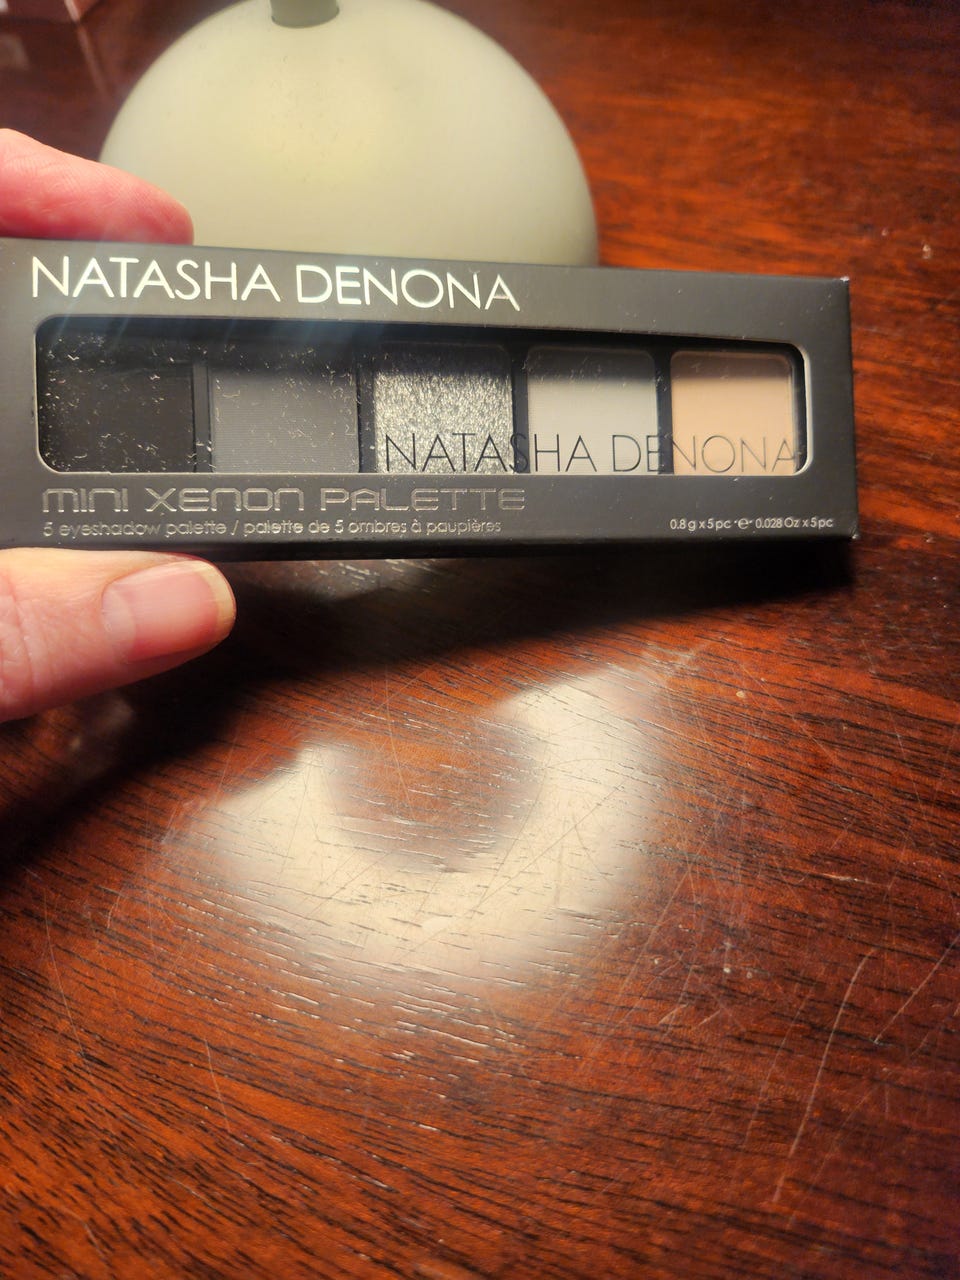 NATASHA DENONA
NATASHA DENONA
MINI XENON PALETTE
5 eyeshadow palette / palette de 5 ombres à paupières
0.8 g x 5 pc ·℮· 0.028 Oz x 5 pc